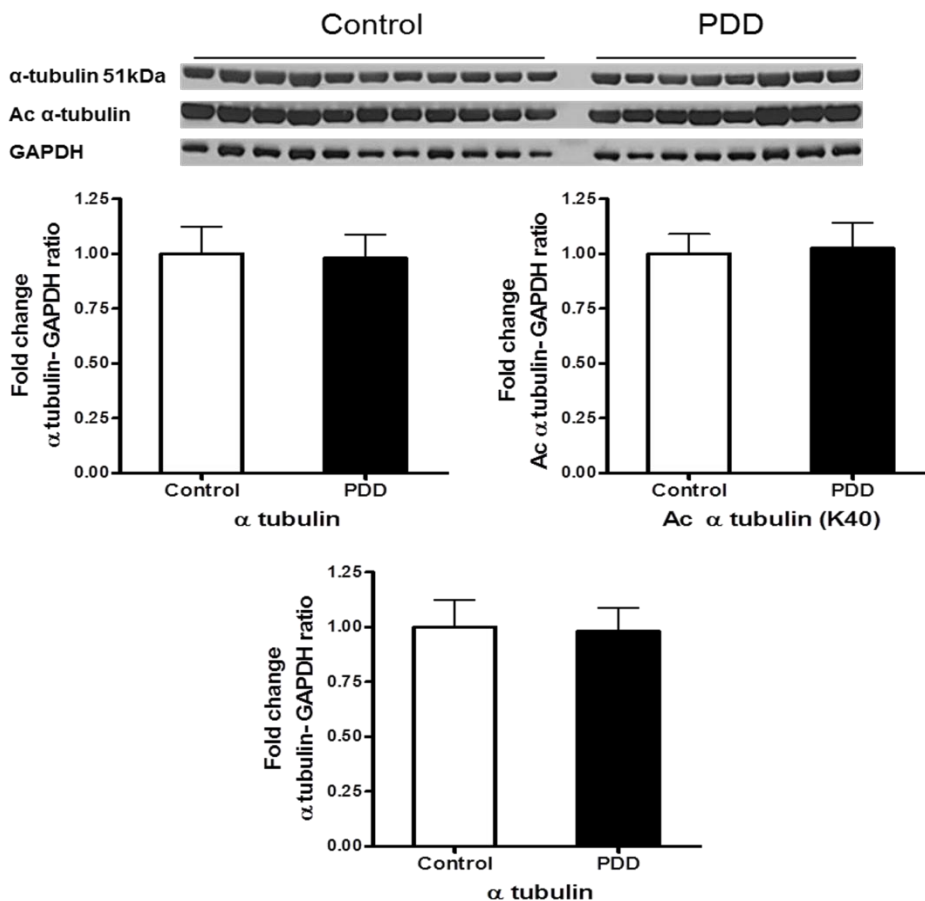 Control PDD
α-tubulin 51kDa
Ac α-tubulin
GAPDH
Fold change
α tubulin- GAPDH ratio
1.25
1.00
0.75
0.50
0.25
0.00
Control PDD
α tubulin
Fold change
Ac α tubulin- GAPDH ratio
1.25
1.00
0.75
0.50
0.25
0.00
Control PDD
Ac α tubulin (K40)
Fold change
α tubulin- GAPDH ratio
1.25
1.00
0.75
0.50
0.25
0.00
Control PDD
α tubulin